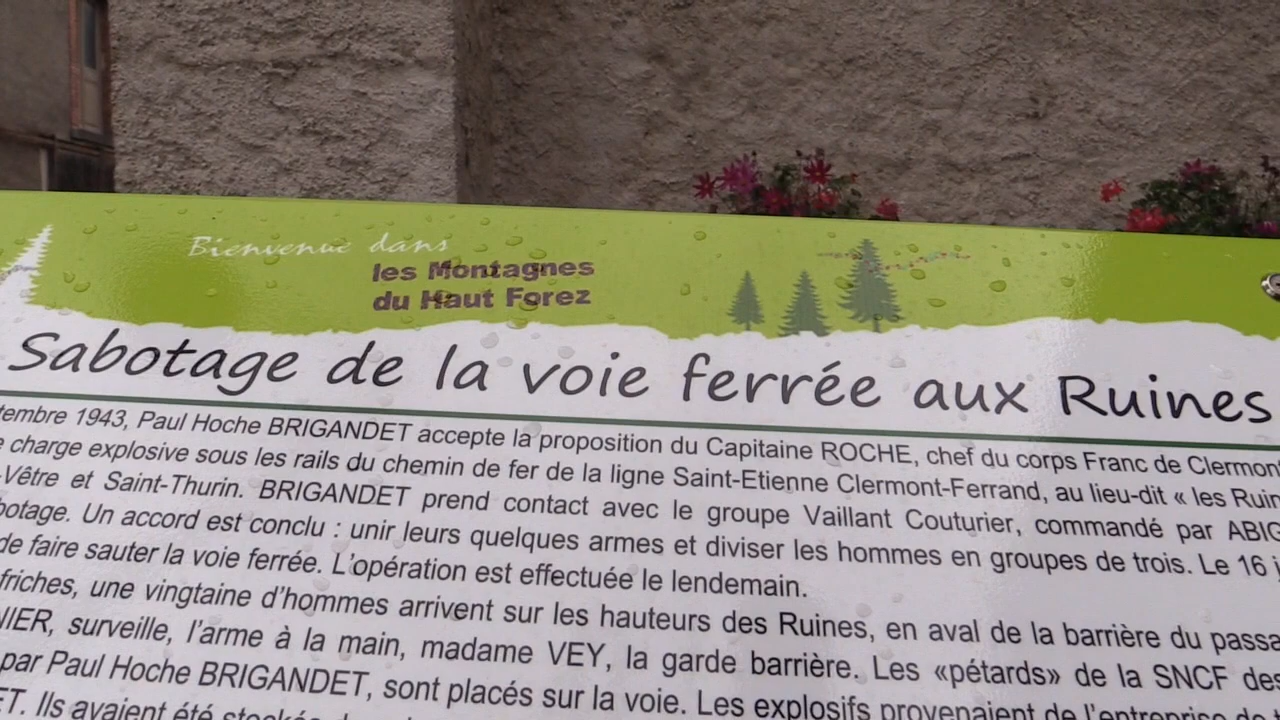 Bienvenue dans
les Montagnes
du Haut Forez
Sabotage de la voie ferrée aux Ruines
tembre 1943, Paul Hoche BRIGANDET accepte la proposition du Capitaine ROCHE, chef du corps Franc de Clermont
charge explosive sous les rails du chemin de fer de la ligne Saint-Etienne Clermont-Ferrand, au lieu-dit « les Ruin
-Vêtre et Saint-Thurin. BRIGANDET prend contact avec le groupe Vaillant Couturier, commandé par ABIG
botage. Un accord est conclu : unir leurs quelques armes et diviser les hommes en groupes de trois. Le 16 j
de faire sauter la voie ferrée. L'opération est effectuée le lendemain.
friches, une vingtaine d'hommes arrivent sur les hauteurs des Ruines, en aval de la barrière du passa
NIER, surveille, l'arme à la main, madame VEY, la garde barrière. Les «pétards» de la SNCF des
par Paul Hoche BRIGANDET, sont placés sur la voie. Les explosifs provenaient de l'entreprise de
ET. Ils avaient été